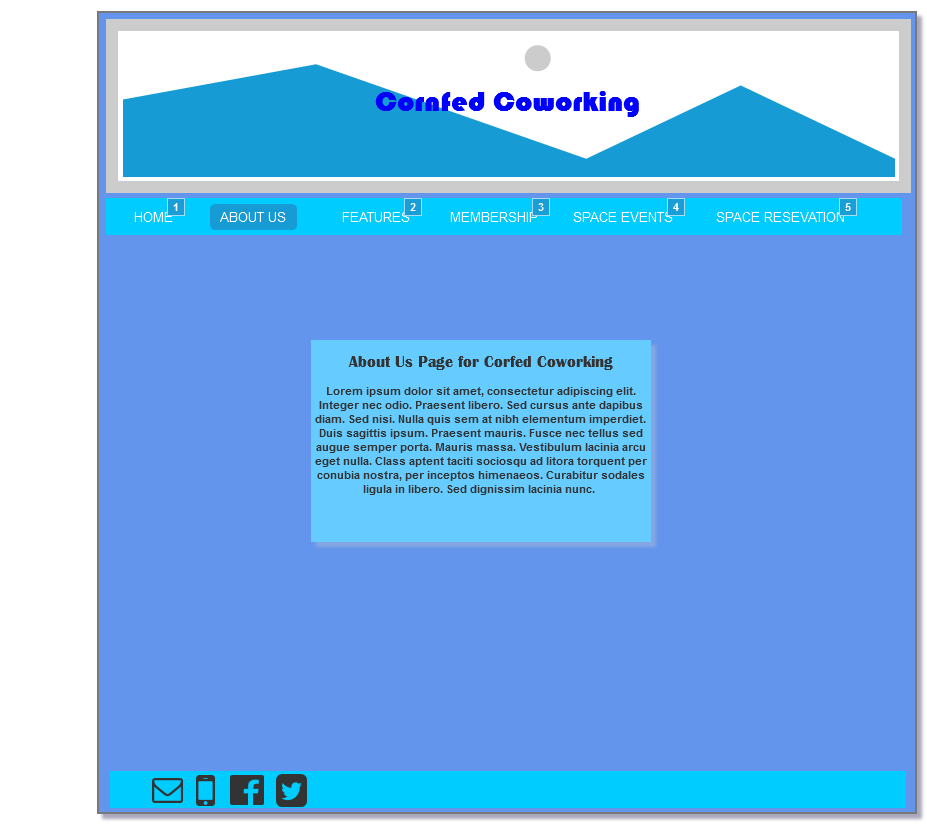 Cornfed Coworking
HOME 1 ABOUT US FEATURES 2 MEMBERSHIP 3 SPACE EVENTS 4 SPACE RESEVATION 5
About Us Page for Corfed Coworking
Lorem ipsum dolor sit amet, consectetur adipiscing elit.
Integer nec odio. Praesent libero. Sed cursus ante dapibus
diam. Sed nisi. Nulla quis sem at nibh elementum imperdiet.
Duis sagittis ipsum. Praesent mauris. Fusce nec tellus sed
augue semper porta. Mauris massa. Vestibulum lacinia arcu
eget nulla. Class aptent taciti sociosqu ad litora torquent per
conubia nostra, per inceptos himenaeos. Curabitur sodales
ligula in libero. Sed dignissim lacinia nunc.